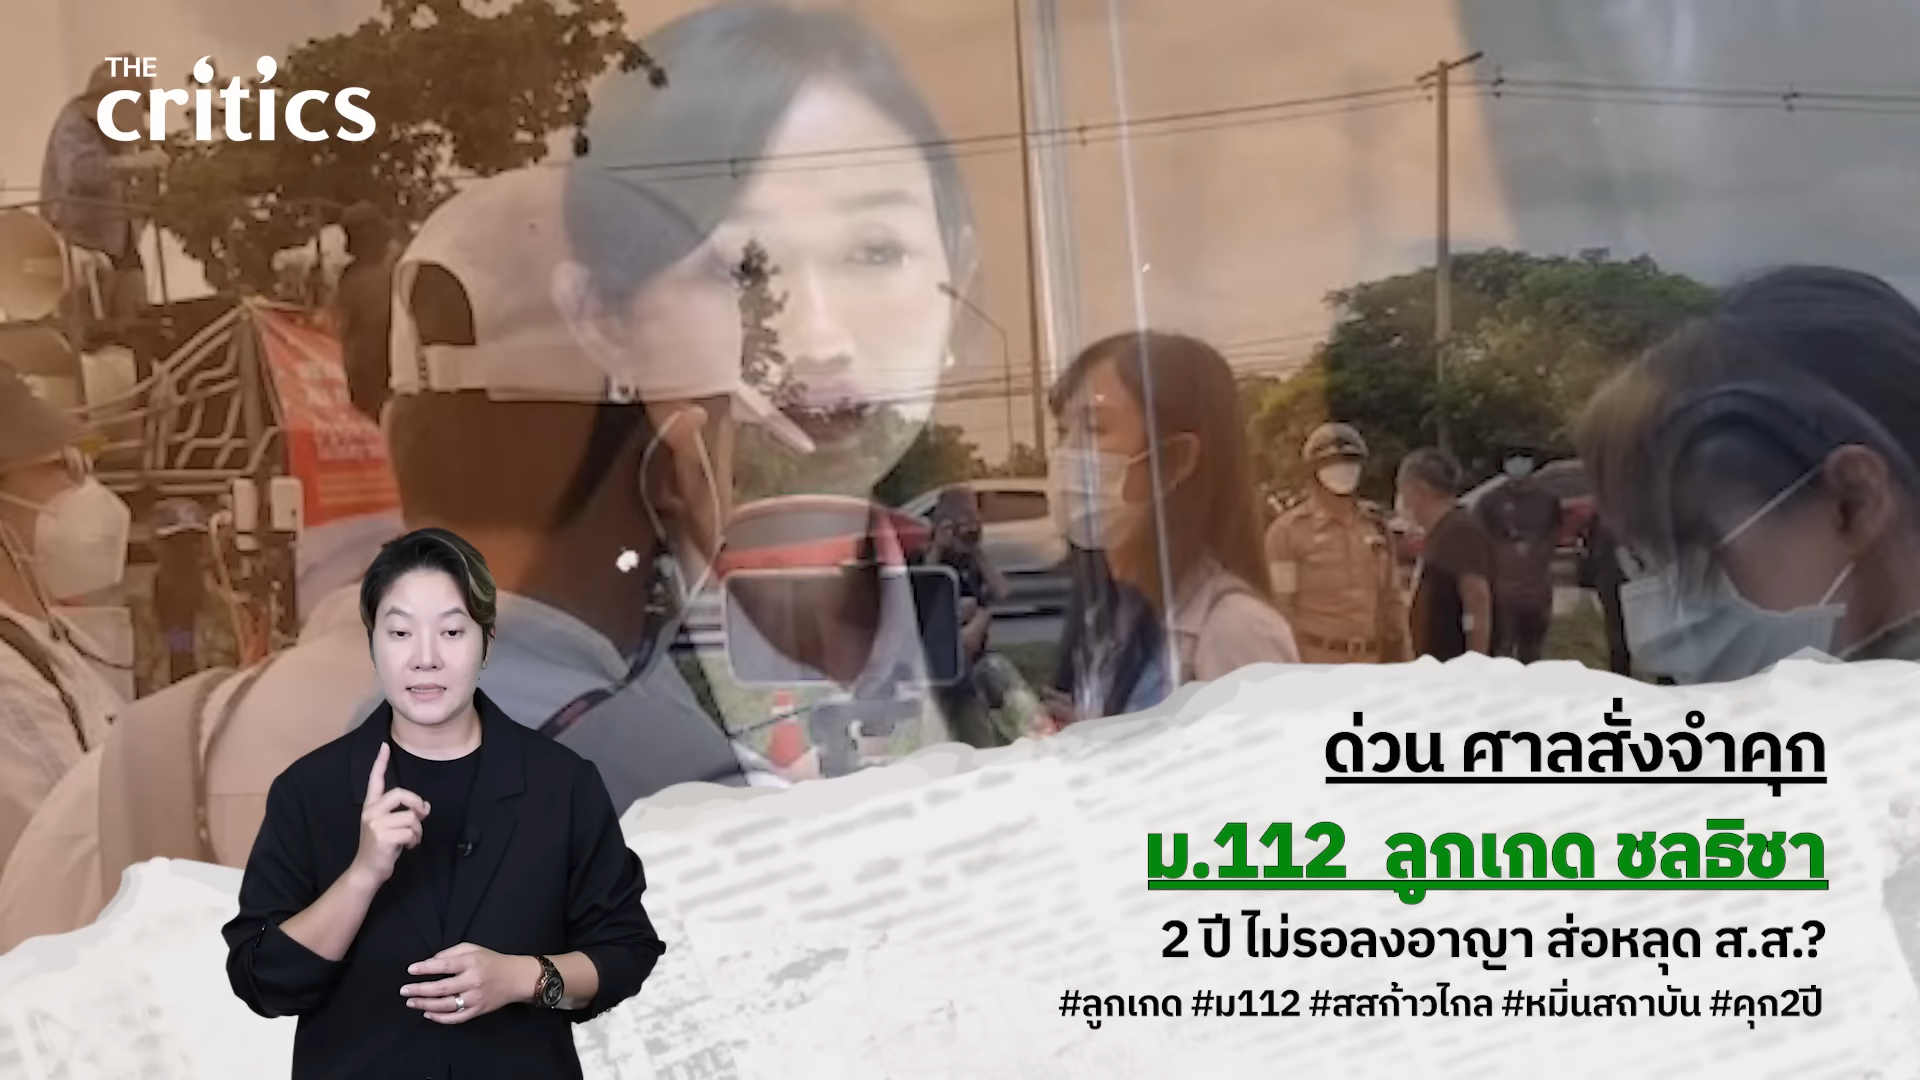 THE
critics
ด่วน ศาลสั่งจำคุก
ม.112 ลูกเกด ชลธิชา
2 ปี ไม่รอลงอาญา ส่อหลุด ส.ส.?
#ลูกเกด #ม112 #สสก้าวไกล #หมิ่นสถาบัน #คุก2ปี